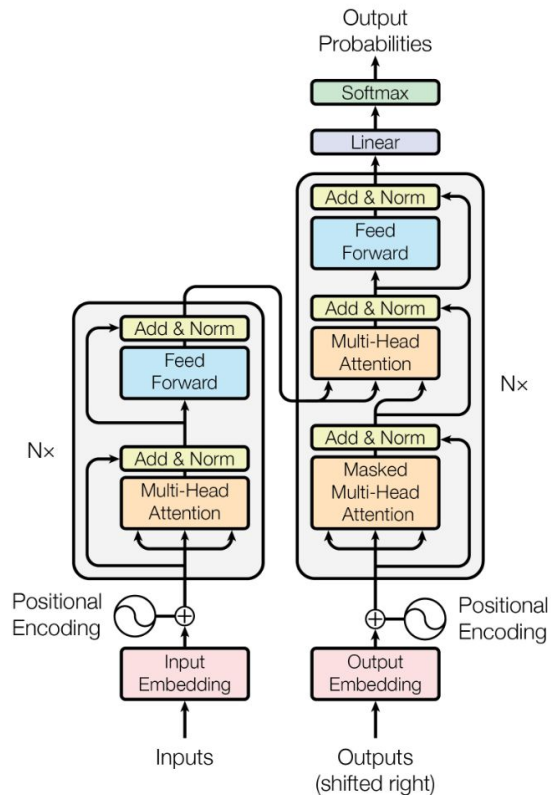 Output
Probabilities
Softmax
Linear
Add & Norm
Feed
Forward
Add & Norm
Multi-Head
Attention
Nx
Add & Norm
Masked
Multi-Head
Attention
Add & Norm
Feed
Forward
Nx
Add & Norm
Multi-Head
Attention
Positional
Encoding
Positional
Encoding
Input
Embedding
Output
Embedding
Inputs
Outputs
(shifted right)